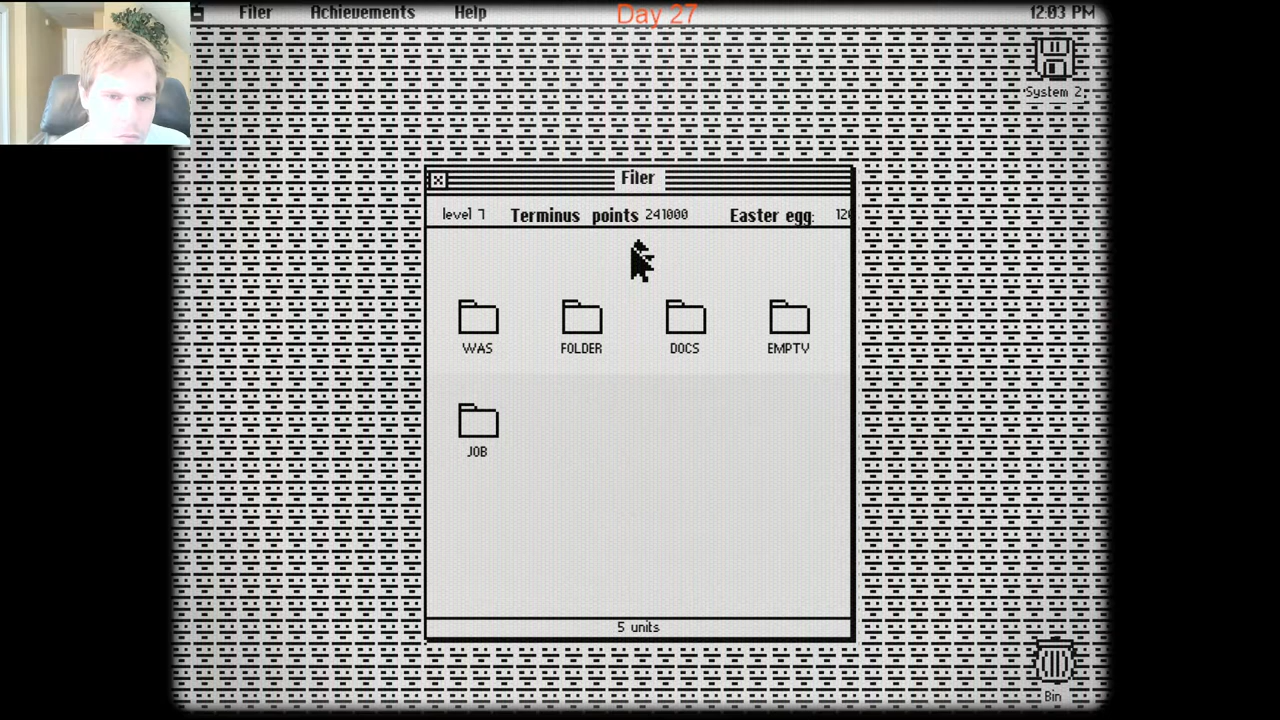 Filer Achievements Help Day 27 12:03 PM
System 2
Filer
level 7 Terminus points 241000 Easter egg:
WAS FOLDER DOCS EMPTY
JOB
5 units
Bin